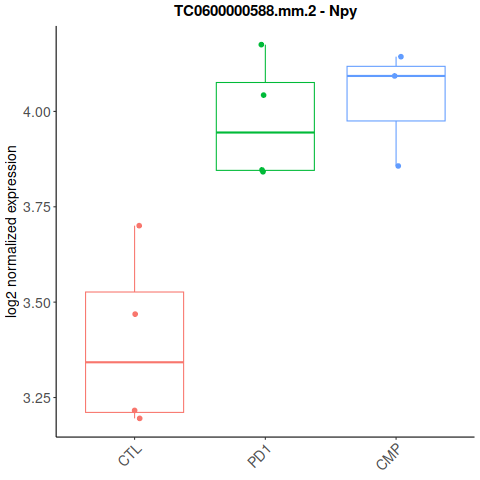 TC0600000588.mm.2 - Npy
log2 normalized expression
4.00
3.75
3.50
3.25
CTL
PD1
CMP